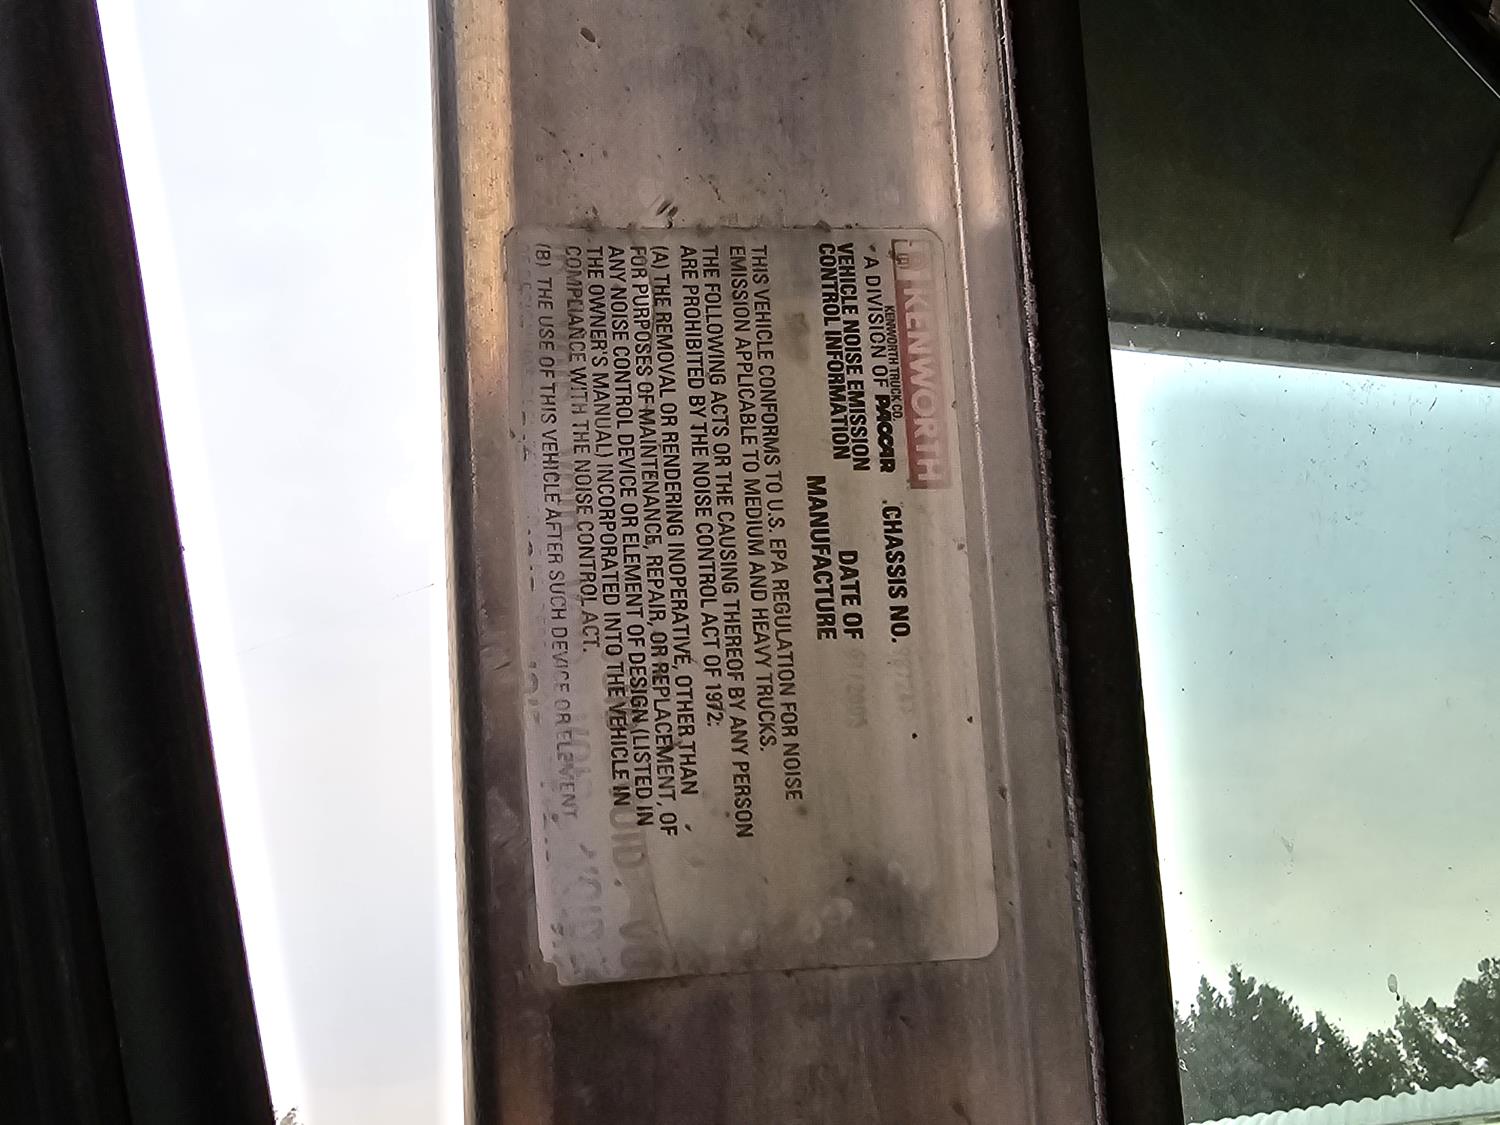 KENWORTH
KENWORTH TRUCK CO.
A DIVISION OF PACCAR
CHASSIS NO.
VEHICLE NOISE EMISSION
CONTROL INFORMATION
DATE OF
MANUFACTURE
THIS VEHICLE CONFORMS TO U.S. EPA REGULATION FOR NOISE
EMISSION APPLICABLE TO MEDIUM AND HEAVY TRUCKS.
THE FOLLOWING ACTS OR THE CAUSING THEREOF BY ANY PERSON
ARE PROHIBITED BY THE NOISE CONTROL ACT OF 1972:
(A) THE REMOVAL OR RENDERING INOPERATIVE, OTHER THAN
FOR PURPOSES OF MAINTENANCE, REPAIR, OR REPLACEMENT, OF
ANY NOISE CONTROL DEVICE OR ELEMENT OF DESIGN (LISTED IN
THE OWNER'S MANUAL) INCORPORATED INTO THE VEHICLE IN
COMPLIANCE WITH THE NOISE CONTROL ACT.
(B) THE USE OF THIS VEHICLE AFTER SUCH DEVICE OR ELEMENT